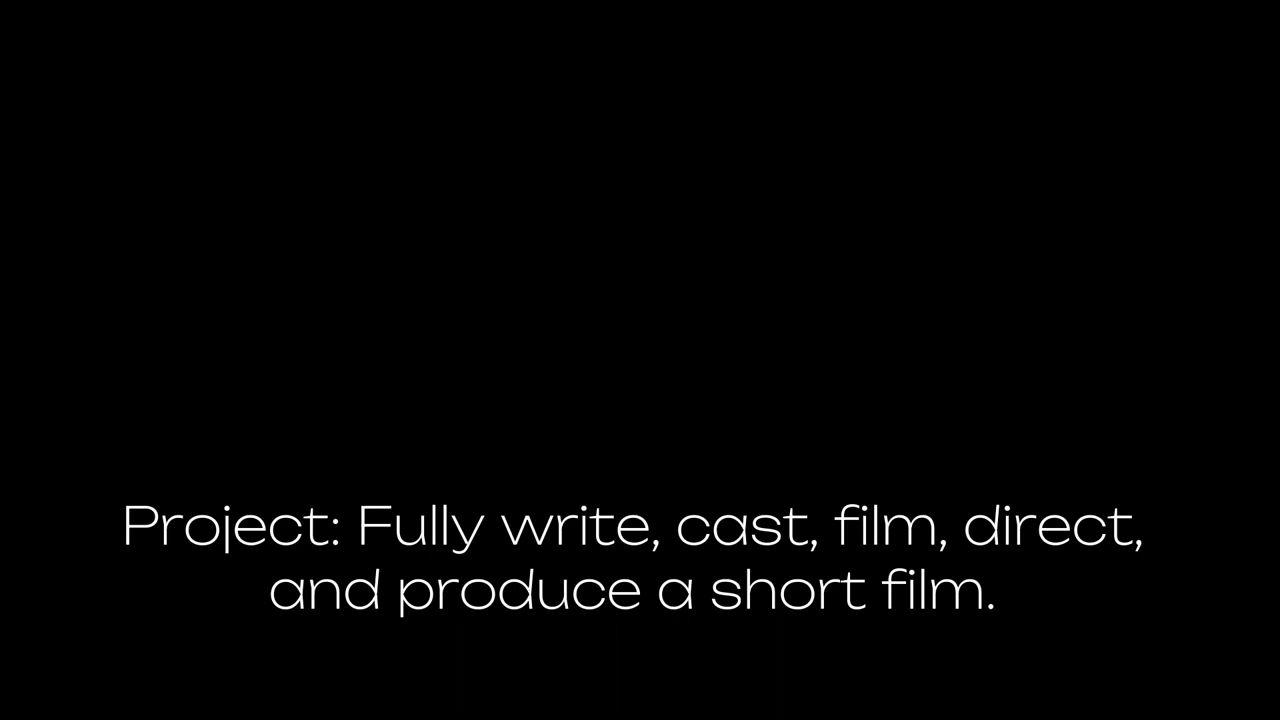 Project: Fully write, cast, film, direct,
and produce a short film.